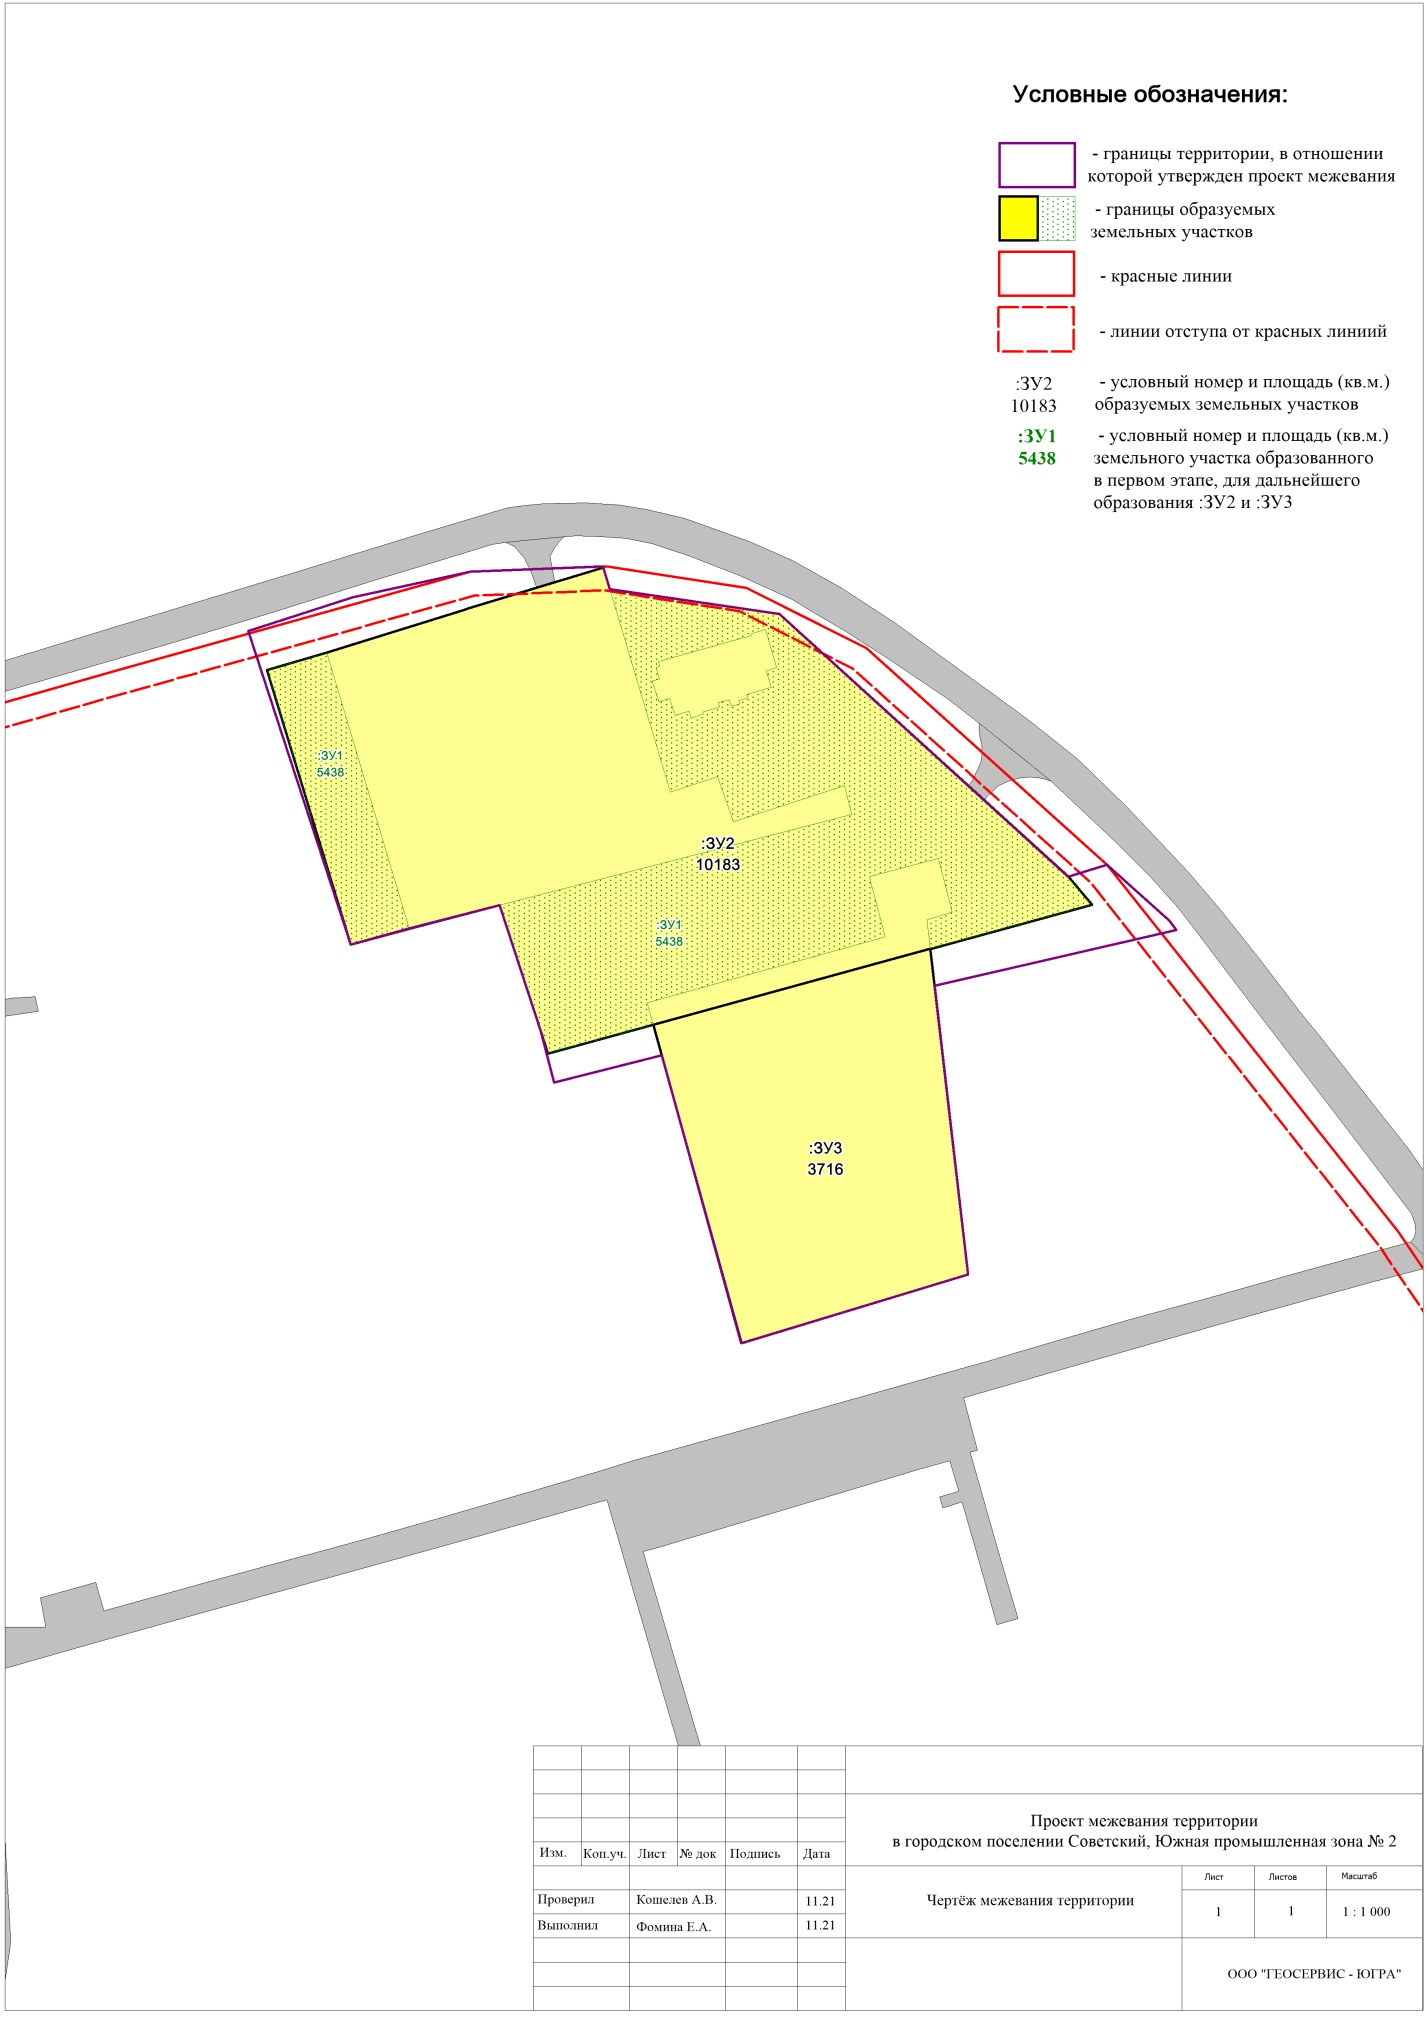 Условные обозначения:
- границы территории, в отношении
которой утвержден проект межевания
- границы образуемых
земельных участков
- красные линии
- линии отступа от красных линиий
:ЗУ2
10183
- условный номер и площадь (кв.м.)
образуемых земельных участков
:ЗУ1
5438
- условный номер и площадь (кв.м.)
земельного участка образованного
в первом этапе, для дальнейшего
образования :ЗУ2 и :ЗУ3
:ЗУ1
5438
:ЗУ2
10183
:ЗУ1
5438
:ЗУ3
3716
Проект межевания территории
в городском поселении Советский, Южная промышленная зона № 2
Изм. Коп.уч. Лист № док Подпись Дата
Лист Листов Масштаб
Проверил Кошелев А.В. 11.21
Чертёж межевания территории
1 1 1 : 1 000
Выполнил Фомина Е.А. 11.21
ООО "ГЕОСЕРВИС - ЮГРА"